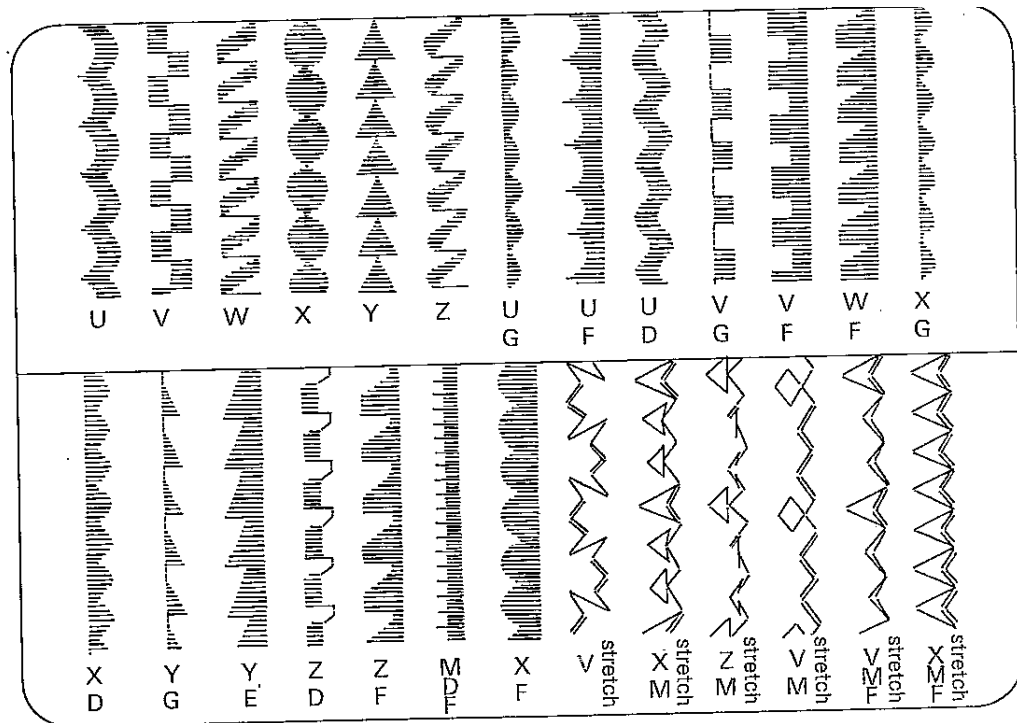 U V W X Y Z U U U V V W X
G F D G F F G
X Y Y Z Z M X V X Z V V X
D G E' D F D F stretch M M M M M
F stretch stretch stretch F F
stretch stretch